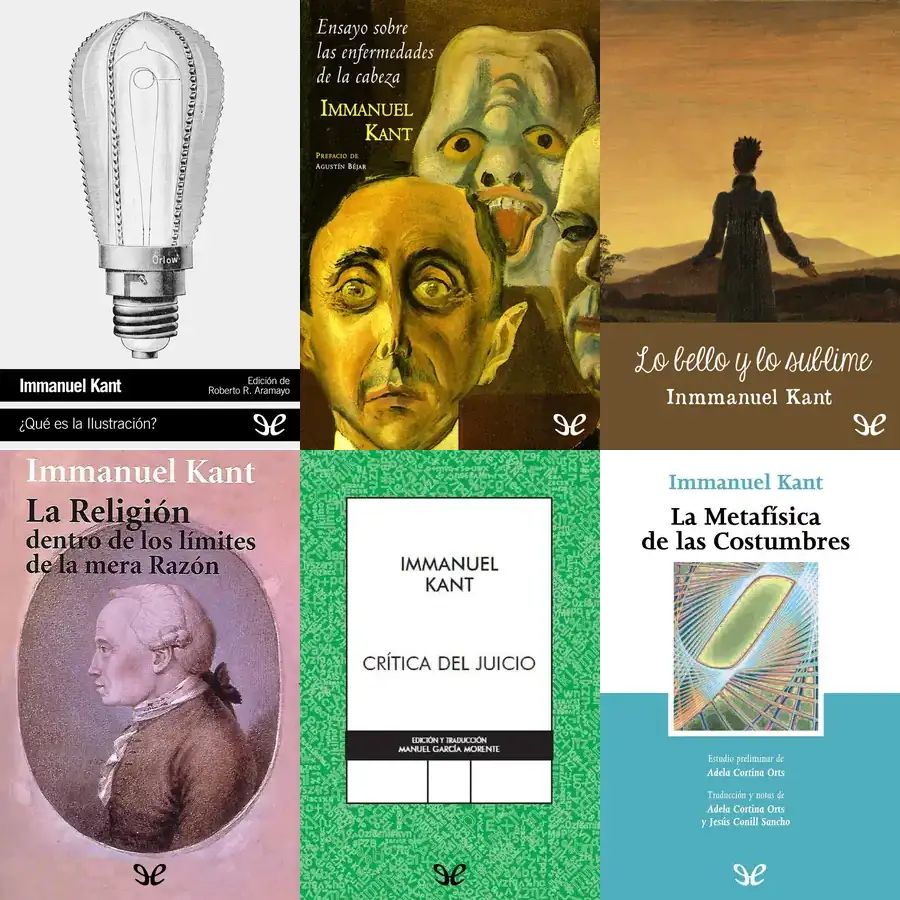 Orlow
Immanuel Kant
Edición de
Roberto R. Aramayo
¿Qué es la Ilustración?
Ensayo sobre
las enfermedades
de la cabeza
IMMANUEL
KANT
PREFACIO DE
AGUSTÍN BÉJAR
Lo bello y lo sublime
Inmmanuel Kant
Immanuel Kant
La Religión
dentro de los límites
de la mera Razón
IMMANUEL
KANT
CRÍTICA DEL JUICIO
EDICIÓN Y TRADUCCIÓN
MANUEL GARCÍA MORENTE
Immanuel Kant
La Metafísica
de las Costumbres
Estudio preliminar de
Adela Cortina Orts
Traducción y notas de
Adela Cortina Orts
y Jesús Conill Sancho